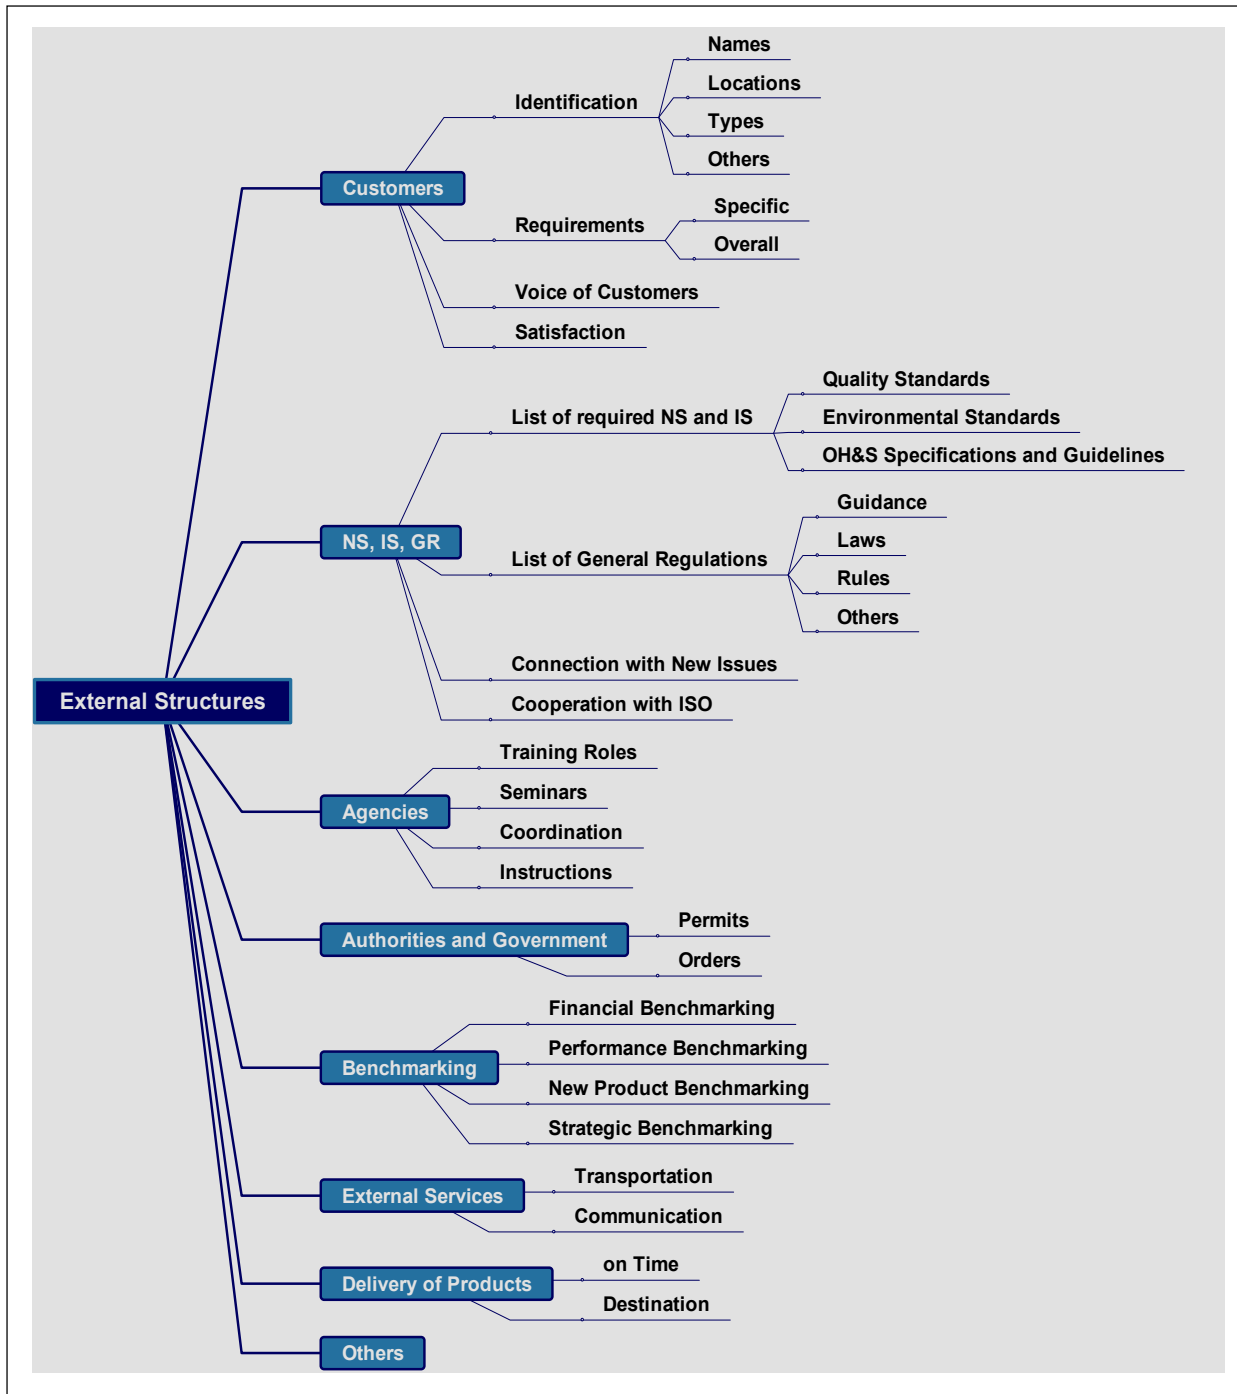 Names
Locations
Identification
Types
Others
Customers
Specific
Requirements
Overall
Voice of Customers
Satisfaction
Quality Standards
List of required NS and IS
Environmental Standards
OH&S Specifications and Guidelines
Guidance
NS, IS, GR
Laws
List of General Regulations
Rules
Others
Connection with New Issues
Cooperation with ISO
External Structures
Training Roles
Seminars
Agencies
Coordination
Instructions
Permits
Authorities and Government
Orders
Financial Benchmarking
Performance Benchmarking
Benchmarking
New Product Benchmarking
Strategic Benchmarking
Transportation
External Services
Communication
on Time
Delivery of Products
Destination
Others